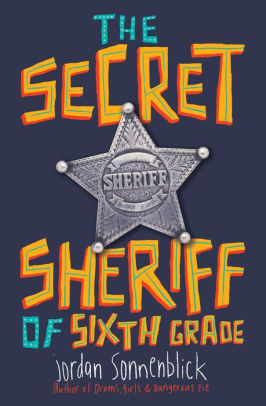 THE
SECRET
SHERIFF
SHERIFF
OF SIXTH GRADE
jordan Sonnenblick
Author of Drums, girls & Dangerous Pie